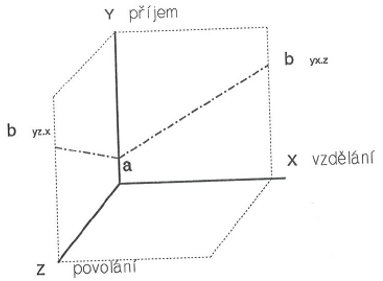 Y příjem
b yx.z
b yz.x
a
X vzdělání
Z povolání